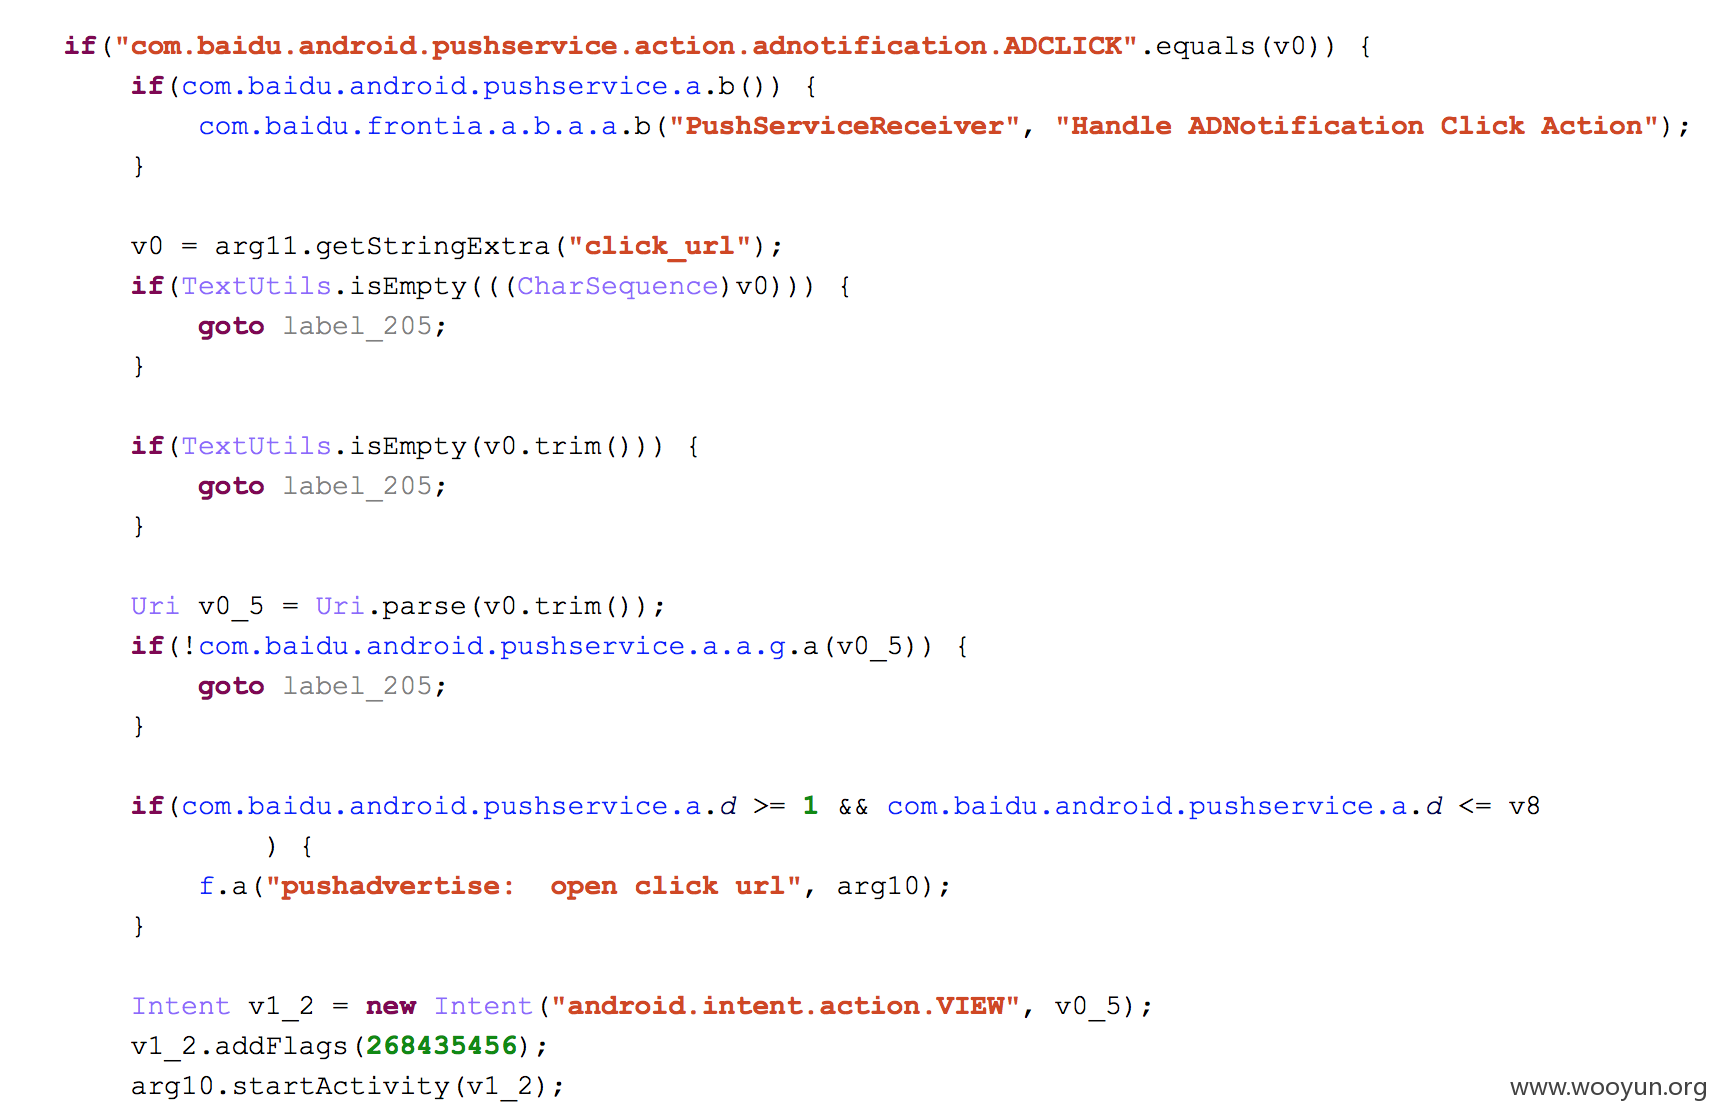 if("com.baidu.android.pushservice.action.adnotification.ADCLICK".equals(v0)) {
if(com.baidu.android.pushservice.a.b()) {
com.baidu.frontia.a.b.a.a.b("PushServiceReceiver", "Handle ADNotification Click Action");
}
v0 = arg11.getStringExtra("click_url");
if(TextUtils.isEmpty(((CharSequence)v0))) {
goto label_205;
}
if(TextUtils.isEmpty(v0.trim())) {
goto label_205;
}
Uri v0_5 = Uri.parse(v0.trim());
if(!com.baidu.android.pushservice.a.a.g.a(v0_5)) {
goto label_205;
}
if(com.baidu.android.pushservice.a.d >= 1 && com.baidu.android.pushservice.a.d <= v8
) {
f.a("pushadvertise:  open click url", arg10);
}
Intent v1_2 = new Intent("android.intent.action.VIEW", v0_5);
v1_2.addFlags(268435456);
arg10.startActivity(v1_2);
www.wooyun.org